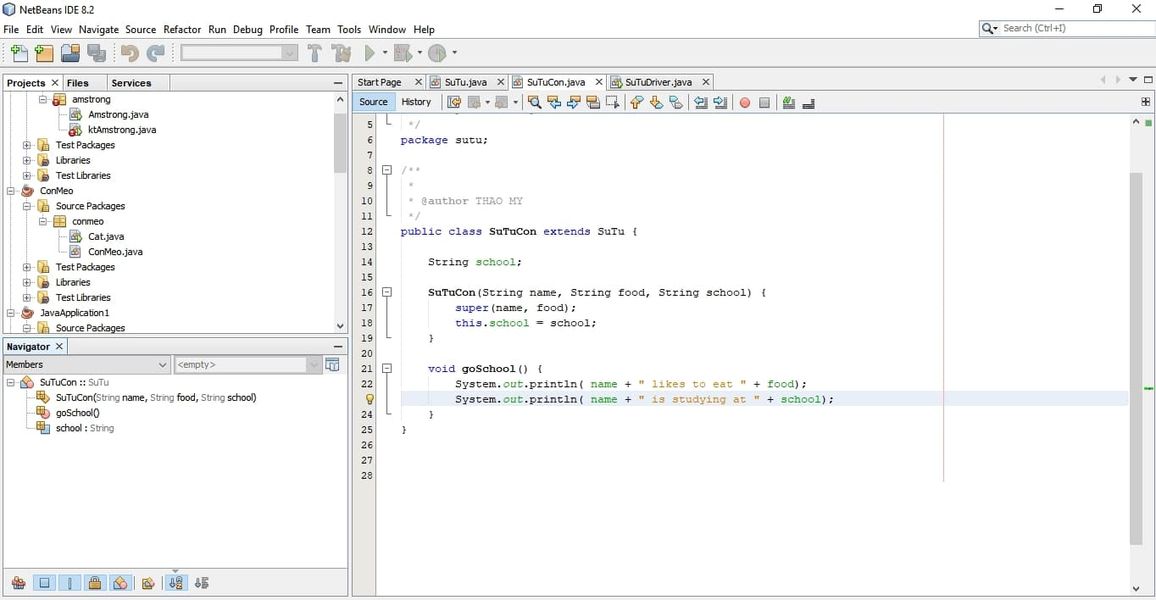 NetBeans IDE 8.2
File Edit View Navigate Source Refactor Run Debug Profile Team Tools Window Help
Search (Ctrl+I)
Projects Files Services
amstrong
Amstrong.java
ktAmstrong.java
Test Packages
Libraries
Test Libraries
ConMeo
Source Packages
conmeo
Cat.java
ConMeo.java
Test Packages
Libraries
Test Libraries
JavaApplication1
Source Packages
Navigator
Members <empty>
SuTuCon :: SuTu
SuTuCon(String name, String food, String school)
goSchool()
school : String
Start Page SuTu.java SuTuCon.java SuTuDriver.java
Source History
5 */
6 package sutu;
7
8 /**
9 *
10 * @author THAO MY
11 */
12 public class SuTuCon extends SuTu {
13
14 String school;
15
16 SuTuCon(String name, String food, String school) {
17 super(name, food);
18 this.school = school;
19 }
20
21 void goSchool() {
22 System.out.println( name + " likes to eat " + food);
System.out.println( name + " is studying at " + school);
24 }
25 }
26
27
28